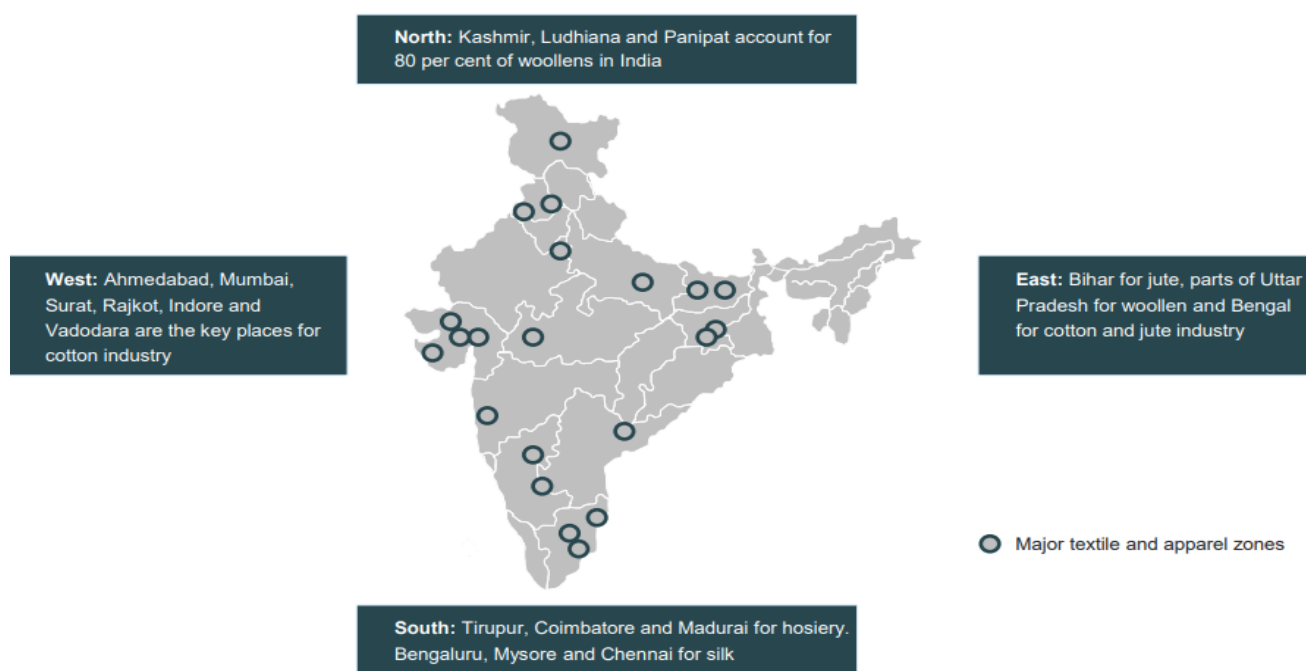 North: Kashmir, Ludhiana and Panipat account for
80 per cent of woollens in India
West: Ahmedabad, Mumbai,
Surat, Rajkot, Indore and
Vadodara are the key places for
cotton industry
East: Bihar for jute, parts of Uttar
Pradesh for woollen and Bengal
for cotton and jute industry
Major textile and apparel zones
South: Tirupur, Coimbatore and Madurai for hosiery.
Bengaluru, Mysore and Chennai for silk